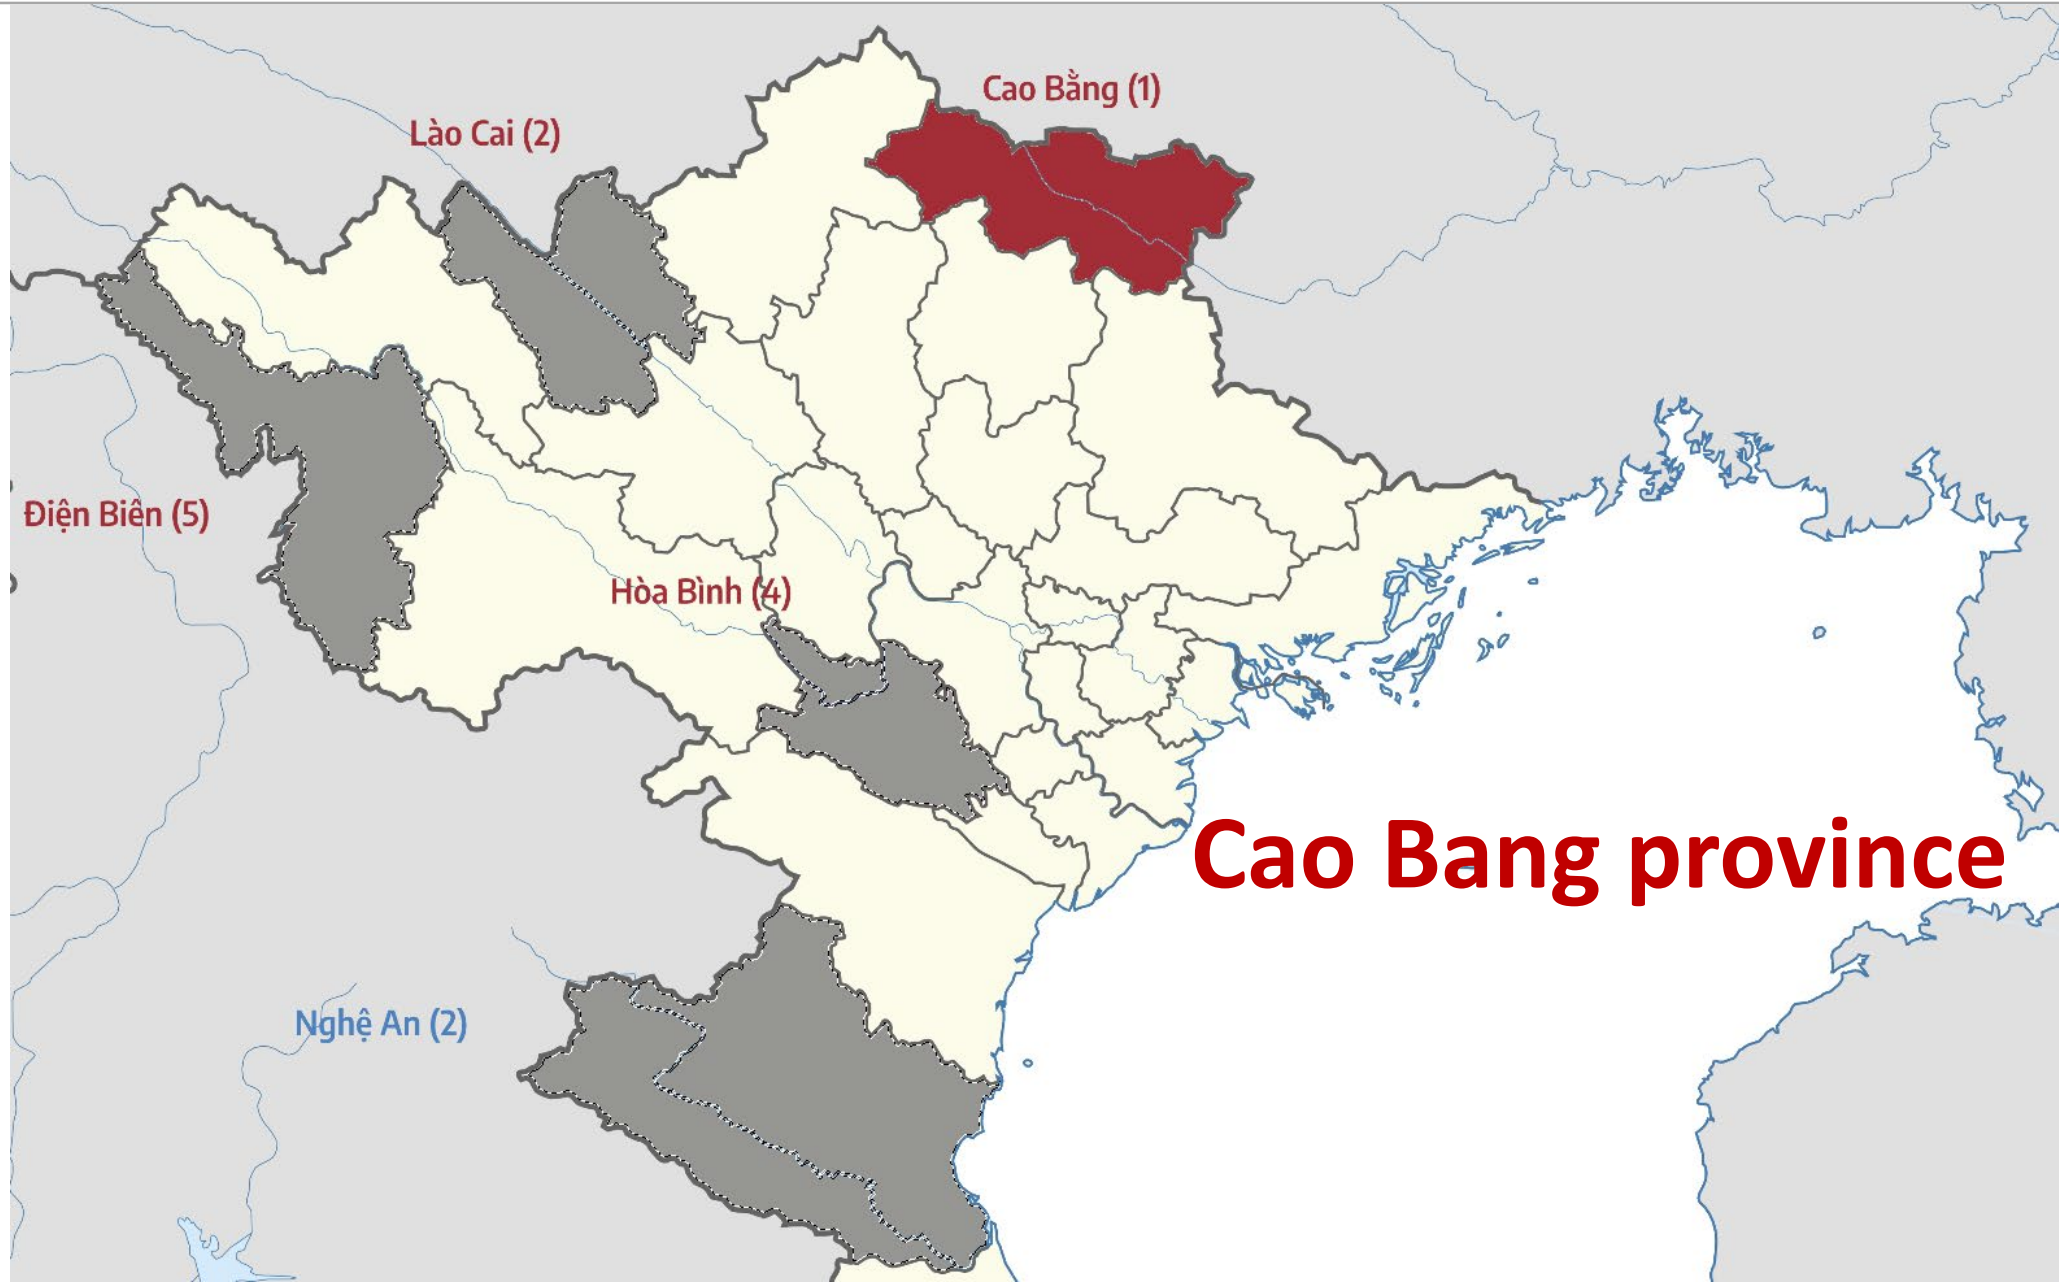 Cao Bằng (1)
Lào Cai (2)
Điện Biên (5)
Hòa Bình (4)
Cao Bang province
Nghệ An (2)